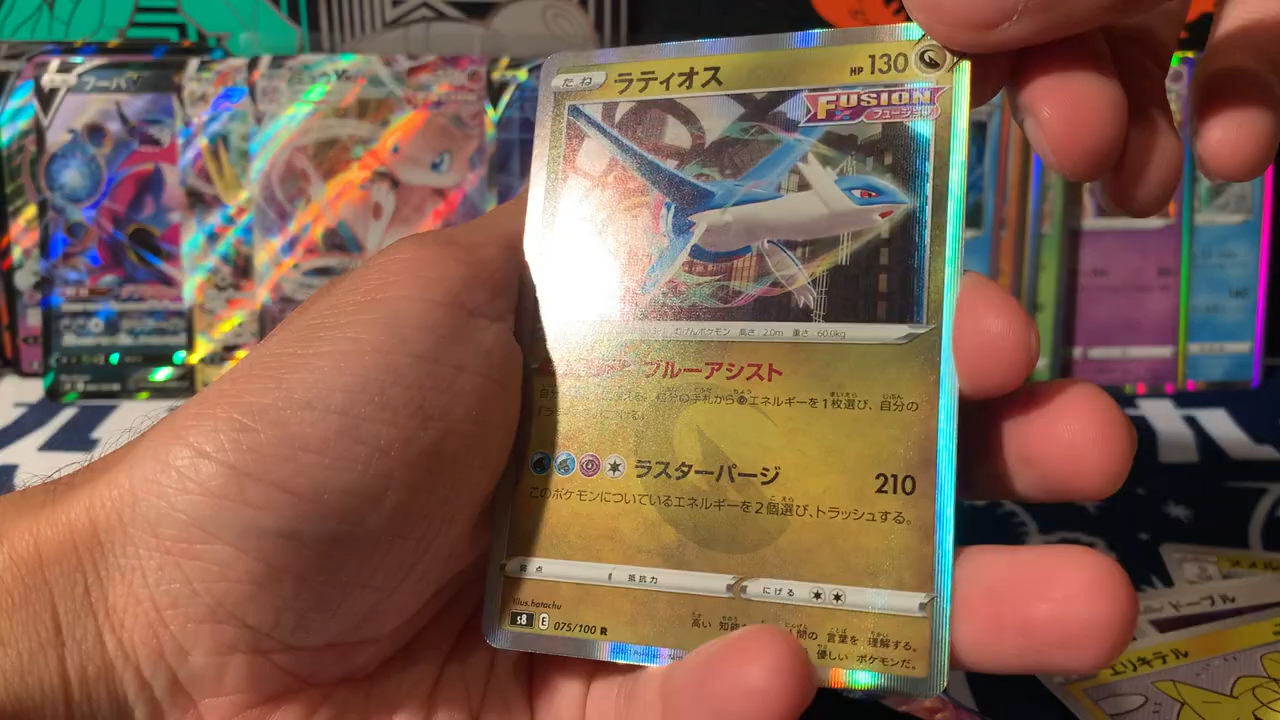 たね ラティオス HP 130
FUSION
フュージョン
むげんポケモン 高さ:2.0m 重さ:60.0kg
ブルーアシスト
エネルギーを1枚選び、自分の
ラスターパージ 210
このポケモンについているエネルギーを2個選び、トラッシュする。
弱点 抵抗力 にげる
Illus.hatachu
s8 E 075/100 R
高い 言葉を 理解する。
優しい ポケモンだ。
フーパV
ドーブル
エリキテル